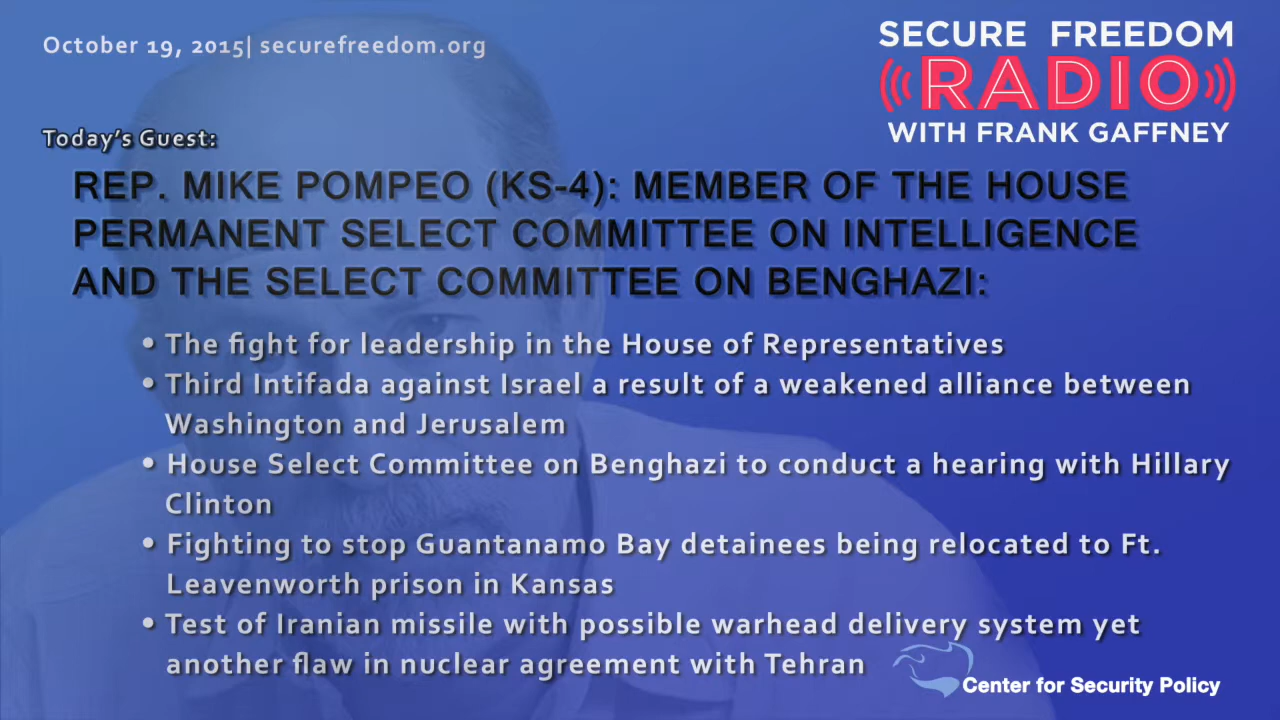 October 19, 2015| securefreedom.org
SECURE FREEDOM
RADIO
WITH FRANK GAFFNEY
Today's Guest:
REP. MIKE POMPEO (KS-4): MEMBER OF THE HOUSE
PERMANENT SELECT COMMITTEE ON INTELLIGENCE
AND THE SELECT COMMITTEE ON BENGHAZI:
• The fight for leadership in the House of Representatives
• Third Intifada against Israel a result of a weakened alliance between
Washington and Jerusalem
• House Select Committee on Benghazi to conduct a hearing with Hillary
Clinton
• Fighting to stop Guantanamo Bay detainees being relocated to Ft.
Leavenworth prison in Kansas
• Test of Iranian missile with possible warhead delivery system yet
another flaw in nuclear agreement with Tehran
Center for Security Policy